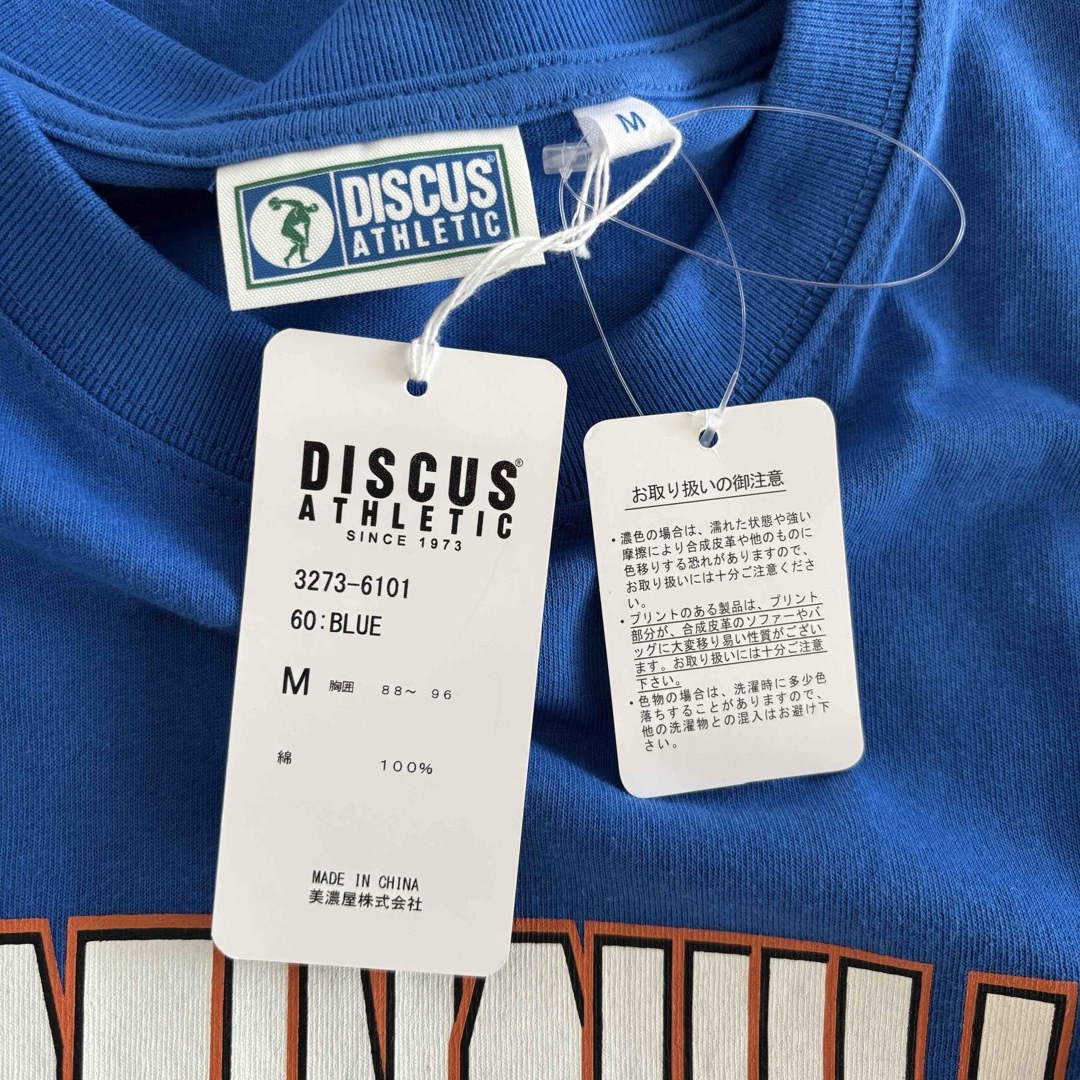 DISCUS®
ATHLETIC
M
DISCUS®
ATHLETIC
SINCE 1973
3273-6101
60:BLUE
M 胸囲 88～ 96
綿 100%
MADE IN CHINA
美濃屋株式会社
お取り扱いの御注意
・濃色の場合は、濡れた状態や強い
摩擦により合成皮革や他のものに
色移りする恐れがありますので、
お取り扱いには十分ご注意くださ
い。
・プリントのある製品は、プリント
部分が、合成皮革のソファーやバ
ッグに大変移り易い性質がござい
ます。お取り扱いには十分ご注意
下さい。
・色物の場合は、洗濯時に多少色
落ちすることがありますので、
他の洗濯物との混入はお避け下
さい。